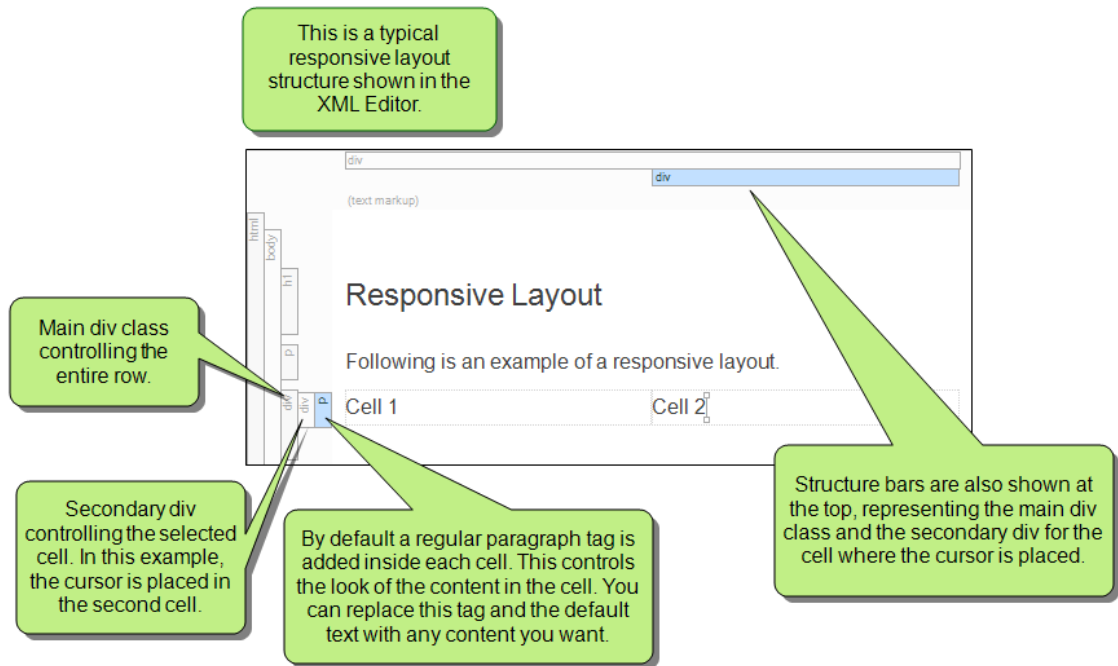 This is a typical
responsive layout
structure shown in the
XML Editor.
div
div
(text markup)
html
body
h1
Responsive Layout
Main div class
controlling the
entire row.
p
Following is an example of a responsive layout.
div
div
p
Cell 1
Cell 2
Secondary div
controlling the selected
cell. In this example,
the cursor is placed in
the second cell.
By default a regular paragraph tag is
added inside each cell. This controls
the look of the content in the cell. You
can replace this tag and the default
text with any content you want.
Structure bars are also shown at
the top, representing the main div
class and the secondary div for the
cell where the cursor is placed.